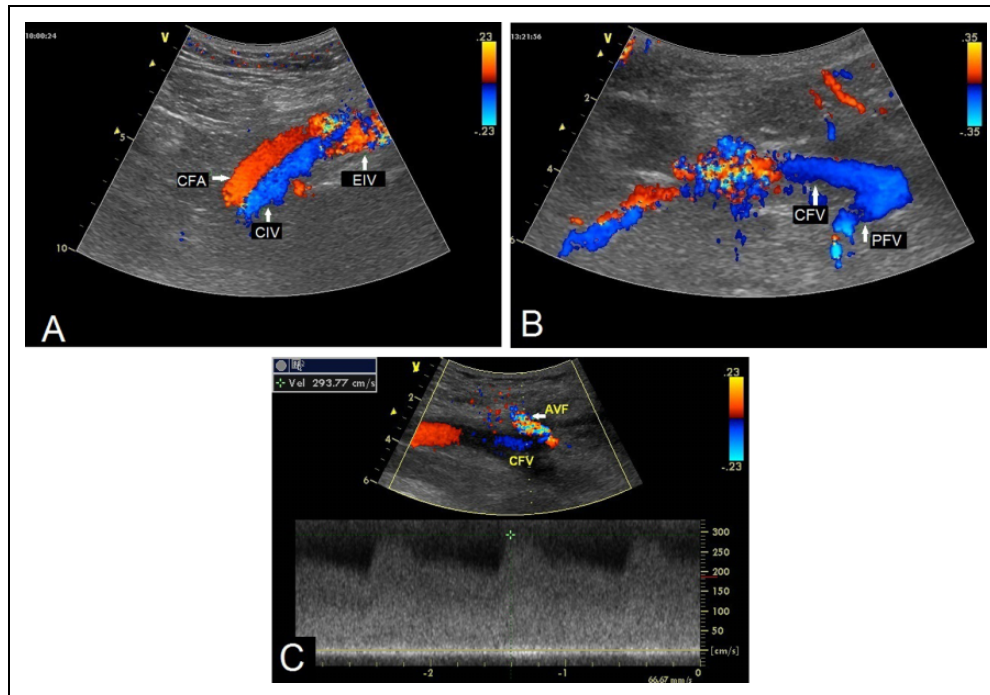 10:00:24
V
.23
-.23
5
10
CFA
EIV
CIV
A
13:21:56
V
.35
-.35
2
4
6
CFV
PFV
B
Vel 293.77 cm/s
V
2
4
6
AVF
CFV
.23
-.23
300
250
200
150
100
50
[cm/s]
-2
-1
0
66.67 mm/s
C